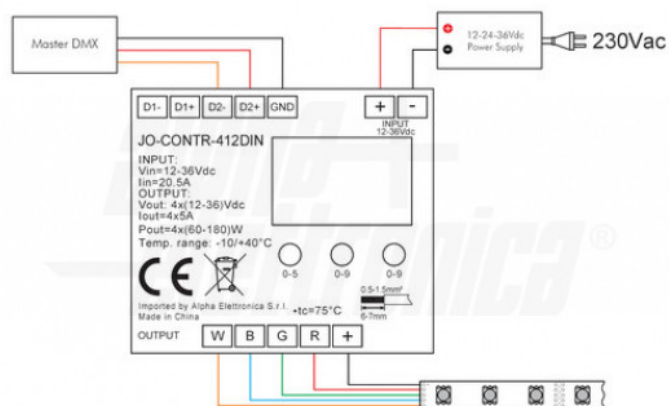 Master DMX
12-24-36Vdc
Power Supply
230Vac
D1- D1+ D2- D2+ GND
+ -
INPUT
12-36Vdc
JO-CONTR-412DIN
INPUT:
Vin=12-36Vdc
Iin=20.5A
OUTPUT:
Vout: 4x(12-36)Vdc
Iout=4x5A
Pout=4x(60-180)W
Temp. range: -10/+40°C
0-5 0-9 0-9
CE
0.5-1.5mm²
6-7mm
Imported by Alpha Elettronica S.r.l.
Made in China
•tc=75°C
OUTPUT W B G R +
alpha
elettronica®